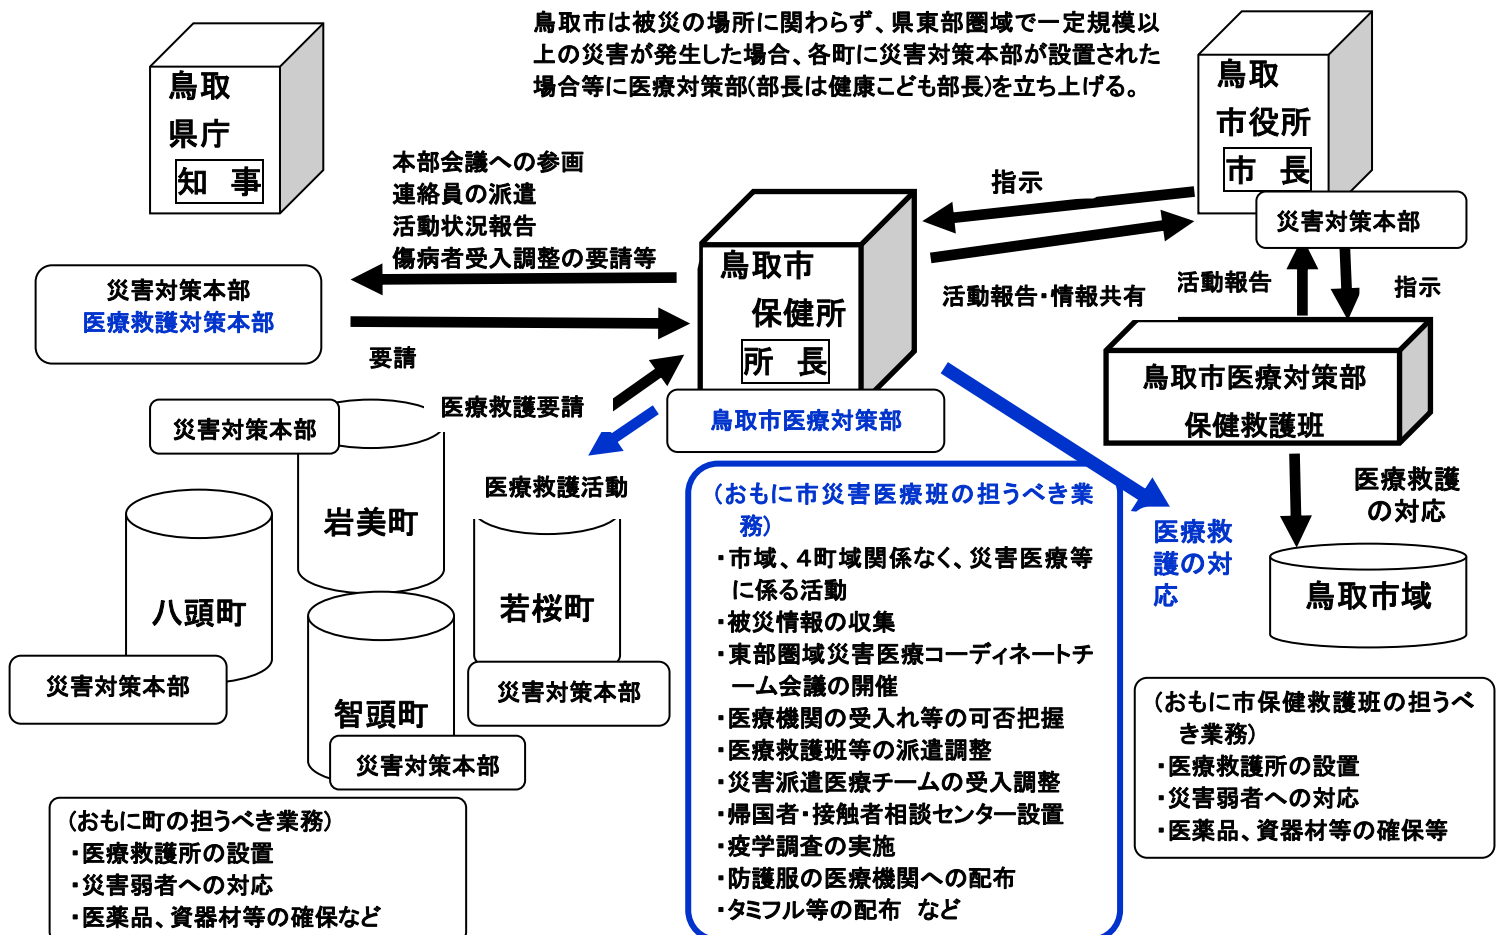 鳥取市は被災の場所に関わらず、県東部圏域で一定規模以
上の災害が発生した場合、各町に災害対策本部が設置された
場合等に医療対策部(部長は健康こども部長)を立ち上げる。
鳥取
県庁
知 事
災害対策本部
医療救護対策本部
本部会議への参画
連絡員の派遣
活動状況報告
傷病者受入調整の要請等
要請
鳥取市
保健所
所 長
鳥取市医療対策部
指示
活動報告・情報共有
鳥取
市役所
市 長
災害対策本部
活動報告
指示
鳥取市医療対策部
保健救護班
医療救護
の対応
鳥取市域
医療救
護の対
応
医療救護要請
医療救護活動
災害対策本部
岩美町
八頭町
災害対策本部
智頭町
災害対策本部
若桜町
災害対策本部
(おもに町の担うべき業務)
・医療救護所の設置
・災害弱者への対応
・医薬品、資器材等の確保など
(おもに市災害医療班の担うべき業
務)
・市域、4町域関係なく、災害医療等
に係る活動
・被災情報の収集
・東部圏域災害医療コーディネートチ
ーム会議の開催
・医療機関の受入れ等の可否把握
・医療救護班等の派遣調整
・災害派遣医療チームの受入調整
・帰国者・接触者相談センター設置
・疫学調査の実施
・防護服の医療機関への配布
・タミフル等の配布 など
(おもに市保健救護班の担うべ
き業務)
・医療救護所の設置
・災害弱者への対応
・医薬品、資器材等の確保等